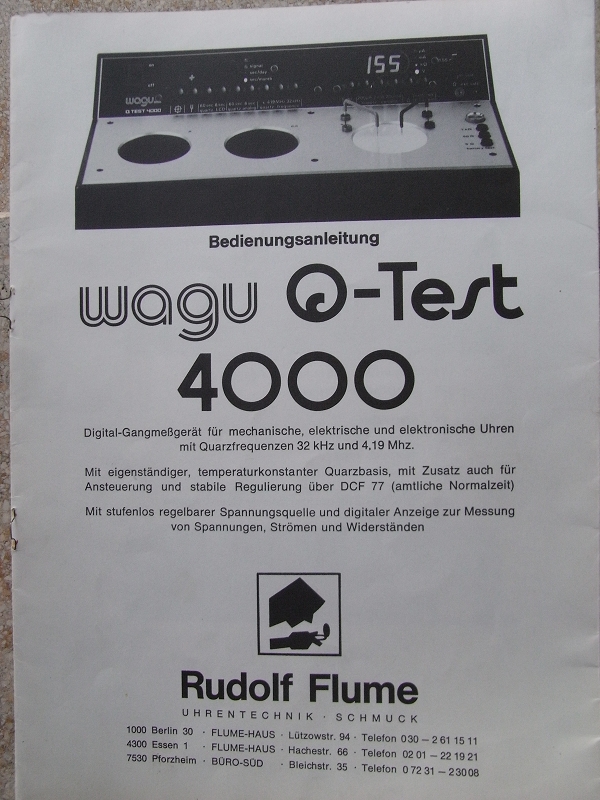 on
off
wagu
Q TEST 4000
155
Bedienungsanleitung
wagu Q-Test
4000
Digital-Gangmeßgerät für mechanische, elektrische und elektronische Uhren
mit Quarzfrequenzen 32 kHz und 4,19 Mhz.
Mit eigenständiger, temperaturkonstanter Quarzbasis, mit Zusatz auch für
Ansteuerung und stabile Regulierung über DCF 77 (amtliche Normalzeit)
Mit stufenlos regelbarer Spannungsquelle und digitaler Anzeige zur Messung
von Spannungen, Strömen und Widerständen
Rudolf Flume
UHRENTECHNIK · SCHMUCK
1000 Berlin 30 · FLUME-HAUS · Lützowstr. 94 · Telefon 030 – 2 61 15 11
4300 Essen 1 · FLUME-HAUS · Hachestr. 66 · Telefon 02 01 – 22 19 21
7530 Pforzheim · BÜRO-SÜD · Bleichstr. 35 · Telefon 0 72 31 – 2 30 08